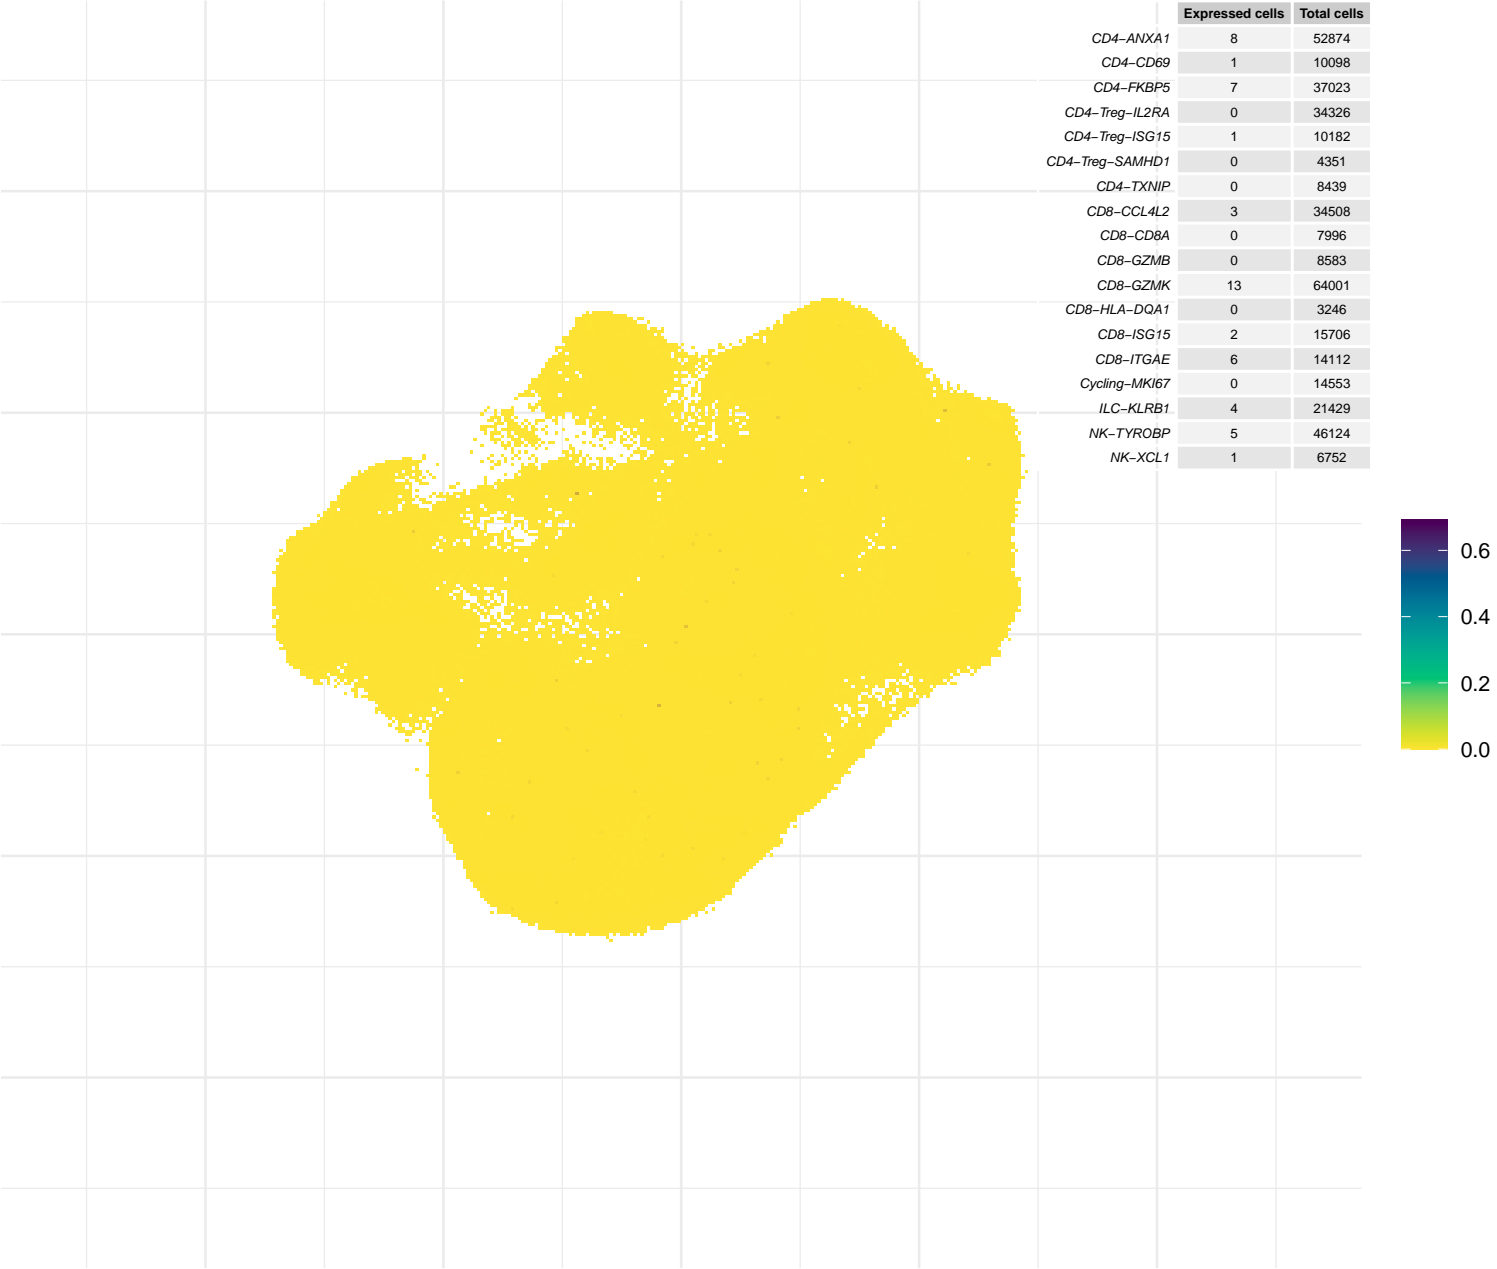 Expressed cells Total cells
CD4−ANXA1 8 52874
CD4−CD69 1 10098
CD4−FKBP5 7 37023
CD4−Treg−IL2RA 0 34326
CD4−Treg−ISG15 1 10182
CD4−Treg−SAMHD1 0 4351
CD4−TXNIP 0 8439
CD8−CCL4L2 3 34508
CD8−CD8A 0 7996
CD8−GZMB 0 8583
CD8−GZMK 13 64001
CD8−HLA−DQA1 0 3246
CD8−ISG15 2 15706
CD8−ITGAE 6 14112
Cycling−MKI67 0 14553
ILC−KLRB1 4 21429
NK−TYROBP 5 46124
NK−XCL1 1 6752
0.6
0.4
0.2
0.0